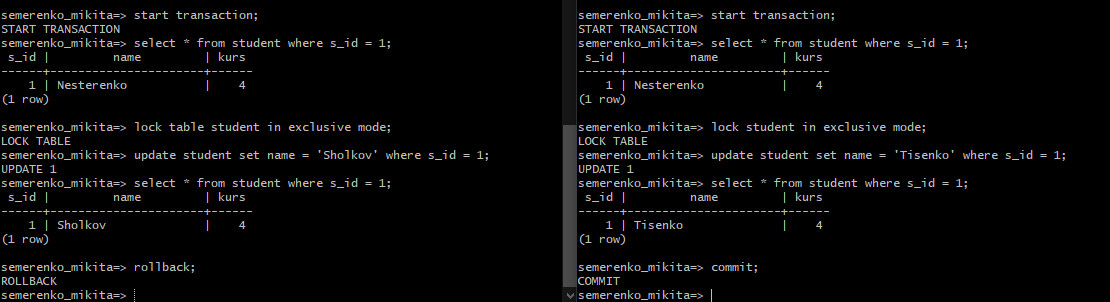 semerenko_mikita=> start transaction;
START TRANSACTION
semerenko_mikita=> select * from student where s_id = 1;
 s_id |         name         | kurs
------+----------------------+------
    1 | Nesterenko           |    4
(1 row)

semerenko_mikita=> lock table student in exclusive mode;
LOCK TABLE
semerenko_mikita=> update student set name = 'Sholkov' where s_id = 1;
UPDATE 1
semerenko_mikita=> select * from student where s_id = 1;
 s_id |         name         | kurs
------+----------------------+------
    1 | Sholkov              |    4
(1 row)

semerenko_mikita=> rollback;
ROLLBACK
semerenko_mikita=>
semerenko_mikita=> start transaction;
START TRANSACTION
semerenko_mikita=> select * from student where s_id = 1;
 s_id |         name         | kurs
------+----------------------+------
    1 | Nesterenko           |    4
(1 row)

semerenko_mikita=> lock student in exclusive mode;
LOCK TABLE
semerenko_mikita=> update student set name = 'Tisenko' where s_id = 1;
UPDATE 1
semerenko_mikita=> select * from student where s_id = 1;
 s_id |         name         | kurs
------+----------------------+------
    1 | Tisenko              |    4
(1 row)

semerenko_mikita=> commit;
COMMIT
semerenko_mikita=>